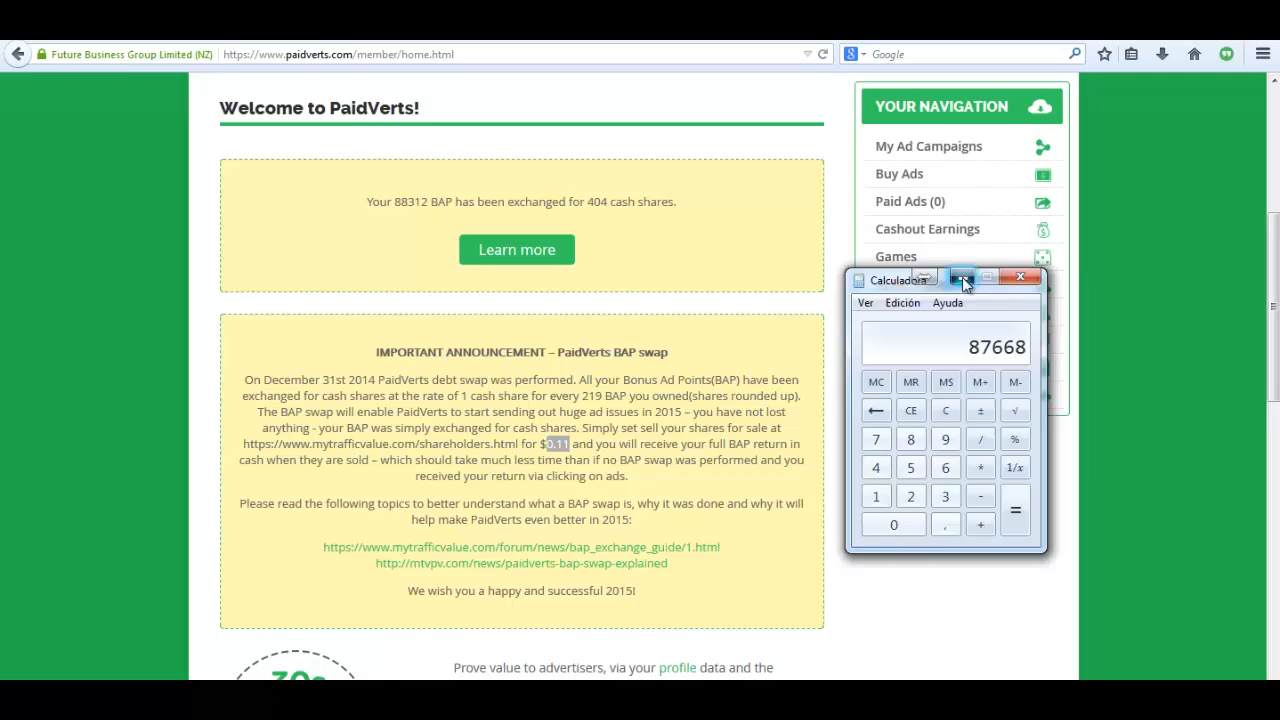 Future Business Group Limited (NZ)
https://www.paidverts.com/member/home.html
Google
Welcome to PaidVerts!
Your 88312 BAP has been exchanged for 404 cash shares.
Learn more
IMPORTANT ANNOUNCEMENT – PaidVerts BAP swap
On December 31st 2014 PaidVerts debt swap was performed. All your Bonus Ad Points(BAP) have been
exchanged for cash shares at the rate of 1 cash share for every 219 BAP you owned(shares rounded up).
The BAP swap will enable PaidVerts to start sending out huge ad issues in 2015 – you have not lost
anything - your BAP was simply exchanged for cash shares. Simply set sell your shares for sale at
https://www.mytrafficvalue.com/shareholders.html for $0.11 and you will receive your full BAP return in
cash when they are sold – which should take much less time than if no BAP swap was performed and you
received your return via clicking on ads.
Please read the following topics to better understand what a BAP swap is, why it was done and why it will
help make PaidVerts even better in 2015:
https://www.mytrafficvalue.com/forum/news/bap_exchange_guide/1.html
http://mtvpv.com/news/paidverts-bap-swap-explained
We wish you a happy and successful 2015!
Prove value to advertisers, via your profile data and the
YOUR NAVIGATION
My Ad Campaigns
Buy Ads
Paid Ads (0)
Cashout Earnings
Games
Calculadora
Ver Edición Ayuda
87668
MC MR MS M+ M-
← CE C ± √
7 8 9 / %
4 5 6 * 1/x
1 2 3 - =
0 , +